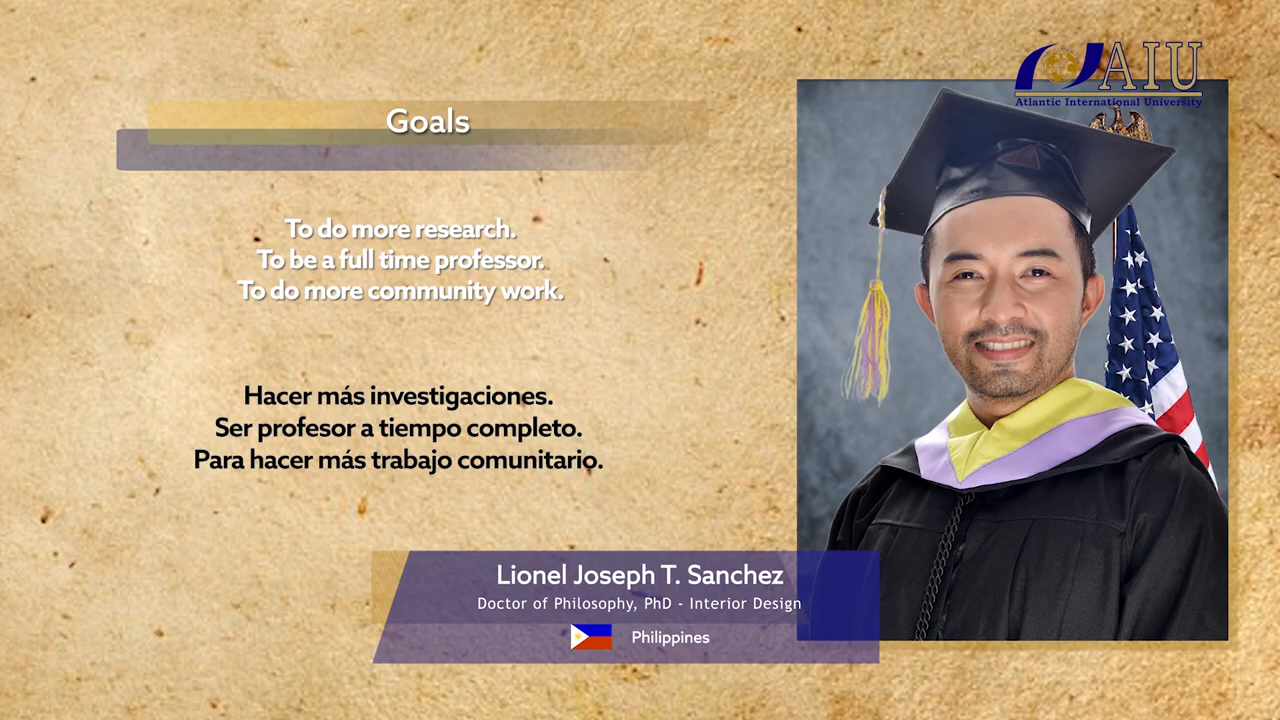 AIU
Atlantic International University
Goals
To do more research.
To be a full time professor.
To do more community work.
Hacer más investigaciones.
Ser profesor a tiempo completo.
Para hacer más trabajo comunitario.
Lionel Joseph T. Sanchez
Doctor of Philosophy, PhD - Interior Design
Philippines